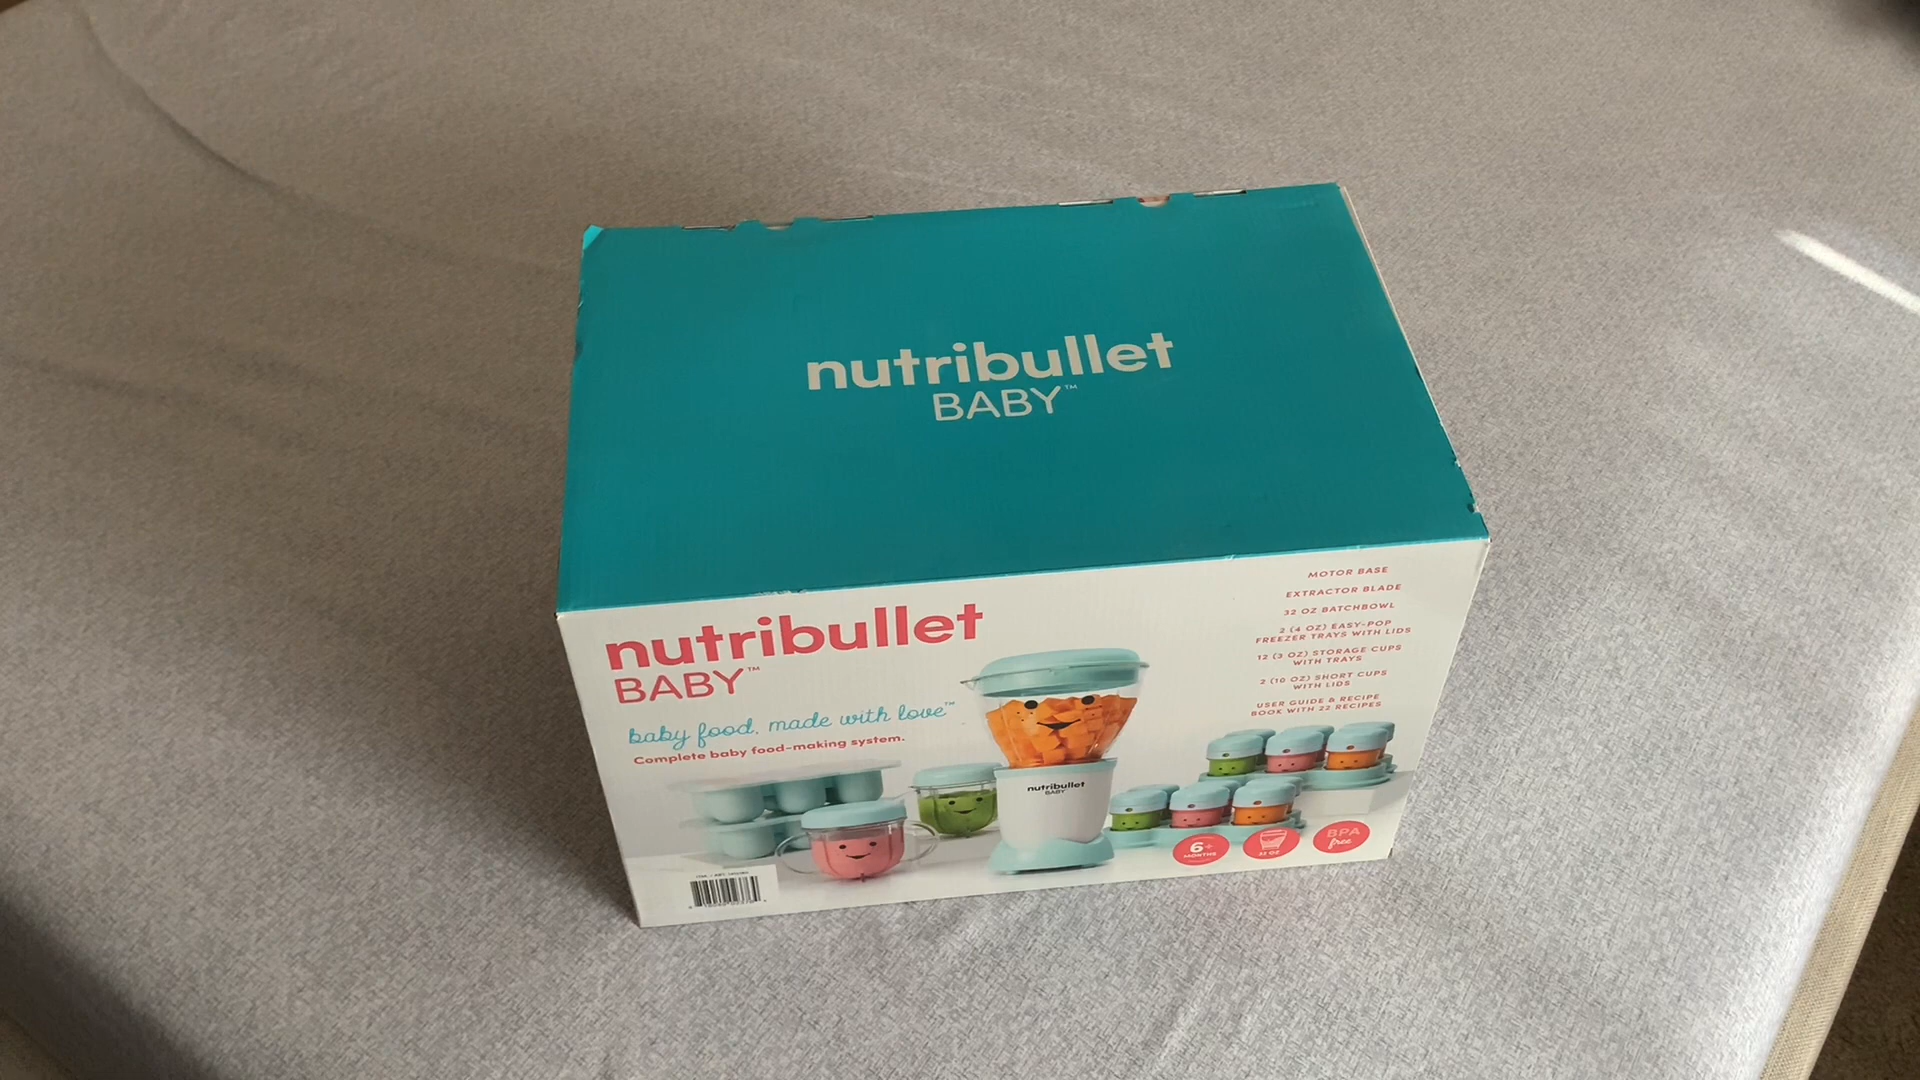 nutribullet
BABY™
nutribullet
BABY™
baby food, made with love™
Complete baby food-making system.
MOTOR BASE
EXTRACTOR BLADE
32 OZ BATCHBOWL
2 (4 OZ) EASY-POP
FREEZER TRAYS WITH LIDS
12 (3 OZ) STORAGE CUPS
WITH TRAYS
2 (10 OZ) SHORT CUPS
WITH LIDS
USER GUIDE & RECIPE
BOOK WITH 22 RECIPES
nutribullet
BABY
6+
MONTHS
32 OZ
BPA
free